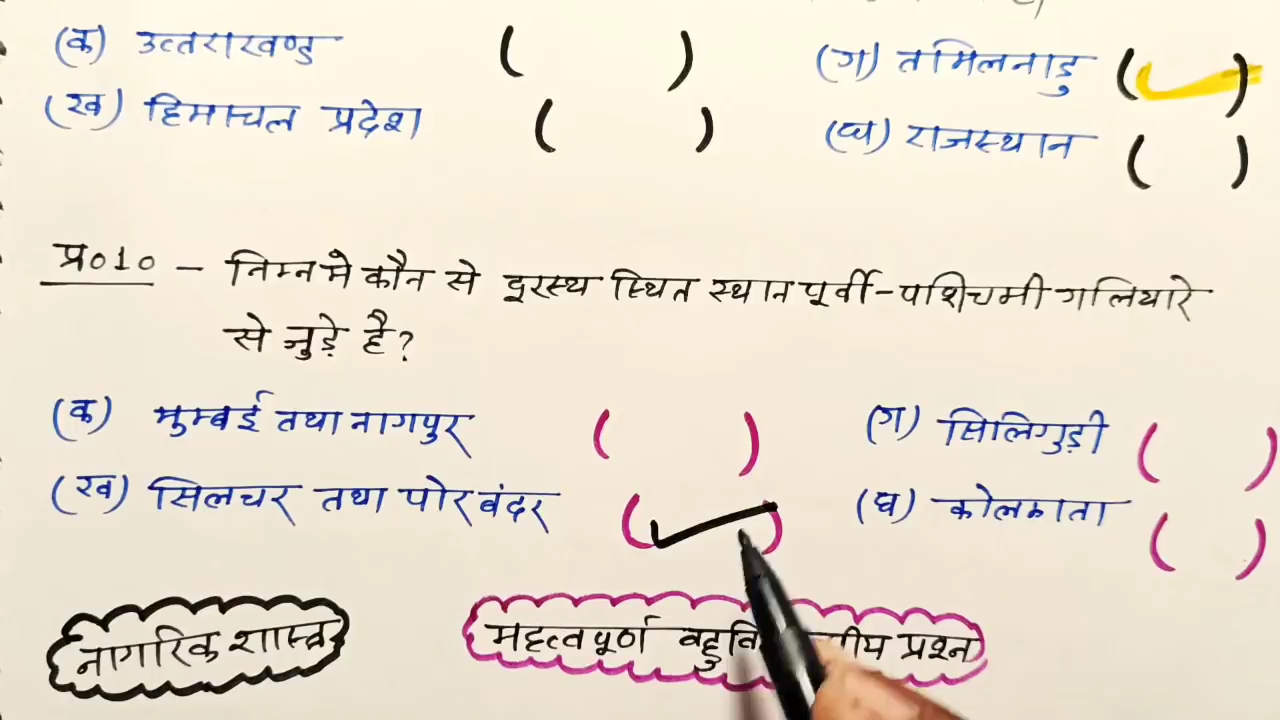 (क) उत्तराखण्ड ( ) (ग) तमिलनाडु (✓)
(ख) हिमाचल प्रदेश ( ) (घ) राजस्थान ( )
प्र०10 – निम्न मे कौन से दूरस्थ स्थित स्थान पूर्वी-पश्चिमी गलियारे
से जुड़े है?
(क) मुम्बई तथा नागपुर ( ) (ग) सिलिगुड़ी ( )
(ख) सिलचर तथा पोरबंदर (✓) (घ) कोलकाता ( )
नागरिक शास्त्र महत्वपूर्ण प्रश्न